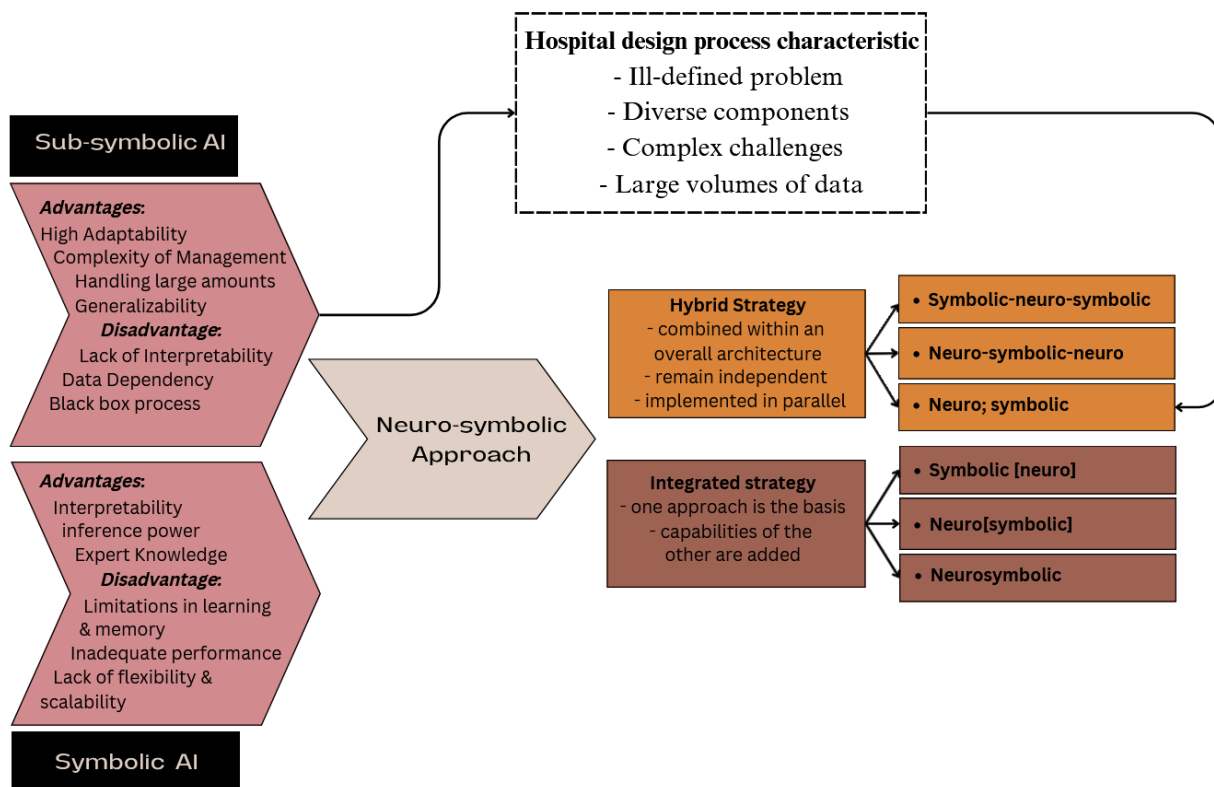 Hospital design process characteristic
- Ill-defined problem
- Diverse components
- Complex challenges
- Large volumes of data
Sub-symbolic AI
Advantages:
High Adaptability
Complexity of Management
Handling large amounts
Generalizability
Disadvantage:
Lack of Interpretability
Data Dependency
Black box process
Advantages:
Interpretability
inference power
Expert Knowledge
Disadvantage:
Limitations in learning
& memory
Inadequate performance
Lack of flexibility &
scalability
Symbolic AI
Neuro-symbolic
Approach
Hybrid Strategy
- combined within an
overall architecture
- remain independent
- implemented in parallel
• Symbolic-neuro-symbolic
• Neuro-symbolic-neuro
• Neuro; symbolic
Integrated strategy
- one approach is the basis
- capabilities of the
other are added
• Symbolic [neuro]
• Neuro[symbolic]
• Neurosymbolic